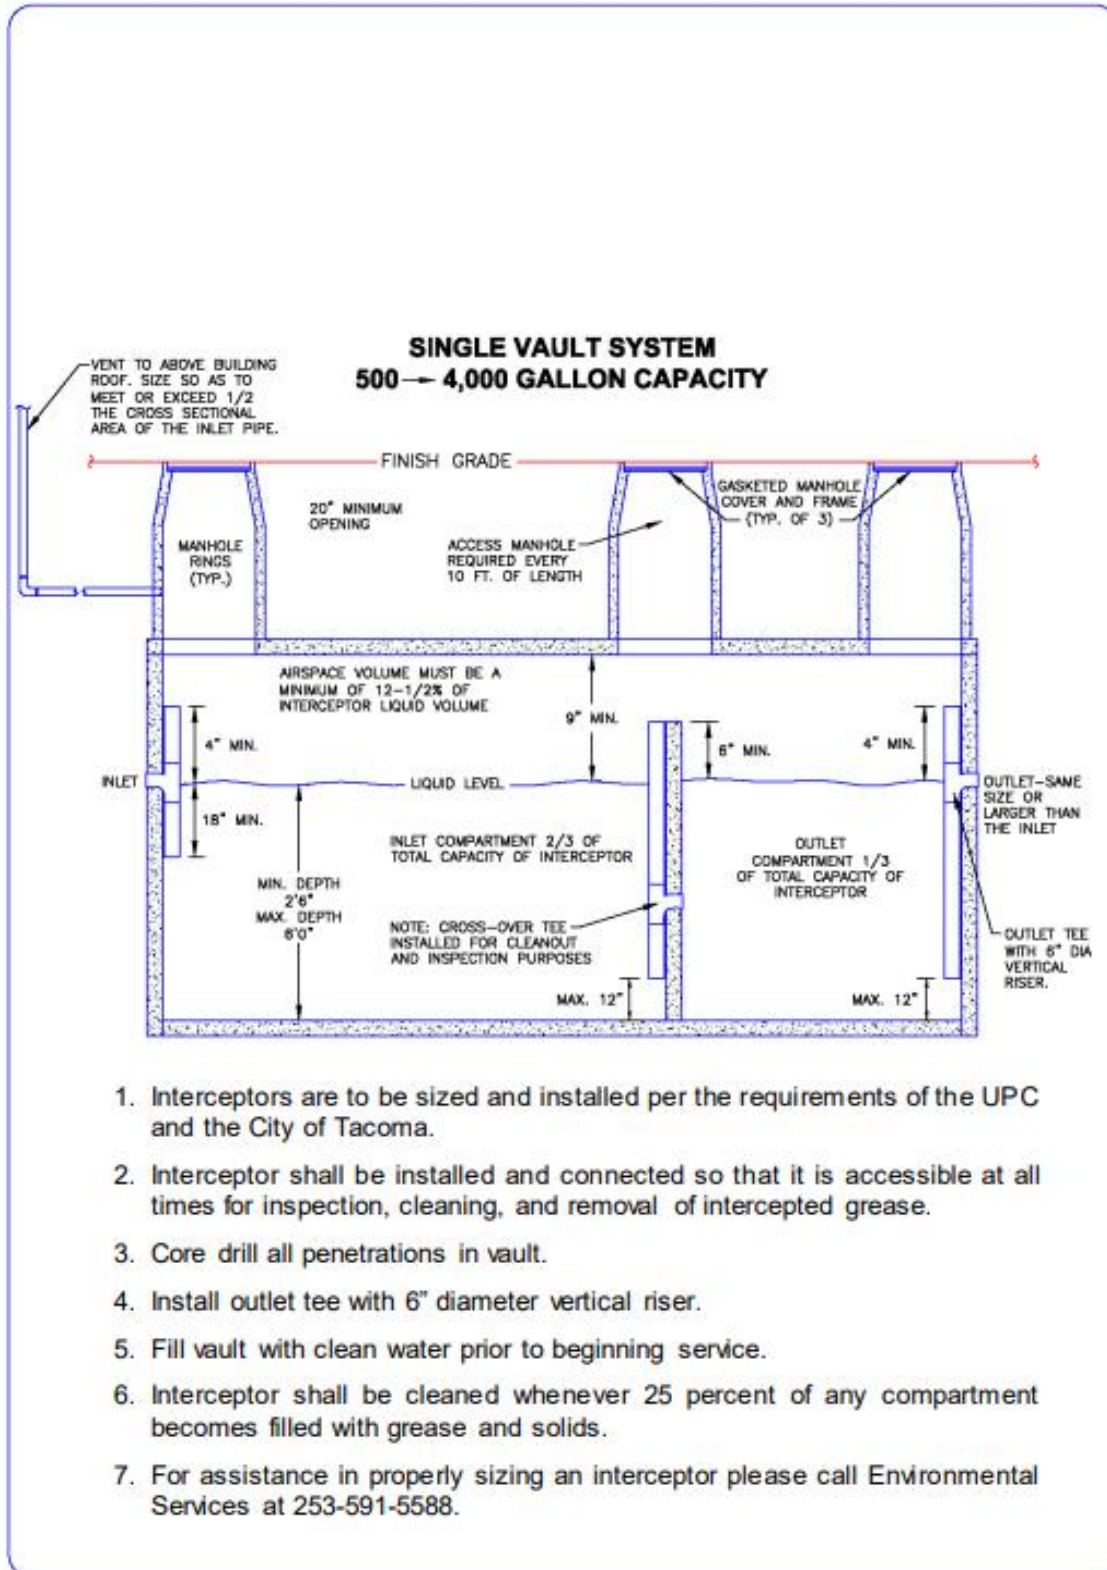 SINGLE VAULT SYSTEM
500 → 4,000 GALLON CAPACITY
VENT TO ABOVE BUILDING
ROOF. SIZE SO AS TO
MEET OR EXCEED 1/2
THE CROSS SECTIONAL
AREA OF THE INLET PIPE.
FINISH GRADE
20" MINIMUM
OPENING
MANHOLE
RINGS
(TYP.)
ACCESS MANHOLE
REQUIRED EVERY
10 FT. OF LENGTH
GASKETED MANHOLE
COVER AND FRAME
(TYP. OF 3)
AIRSPACE VOLUME MUST BE A
MINIMUM OF 12-1/2% OF
INTERCEPTOR LIQUID VOLUME
9" MIN.
4" MIN.
6" MIN.
4" MIN.
INLET
LIQUID LEVEL
OUTLET-SAME
SIZE OR
LARGER THAN
THE INLET
18" MIN.
INLET COMPARTMENT 2/3 OF
TOTAL CAPACITY OF INTERCEPTOR
OUTLET
COMPARTMENT 1/3
OF TOTAL CAPACITY OF
INTERCEPTOR
MIN. DEPTH
2'6"
MAX. DEPTH
6'0"
NOTE: CROSS-OVER TEE
INSTALLED FOR CLEANOUT
AND INSPECTION PURPOSES
OUTLET TEE
WITH 6" DIA
VERTICAL
RISER.
MAX. 12"
MAX. 12"
1. Interceptors are to be sized and installed per the requirements of the UPC
and the City of Tacoma.
2. Interceptor shall be installed and connected so that it is accessible at all
times for inspection, cleaning, and removal of intercepted grease.
3. Core drill all penetrations in vault.
4. Install outlet tee with 6” diameter vertical riser.
5. Fill vault with clean water prior to beginning service.
6. Interceptor shall be cleaned whenever 25 percent of any compartment
becomes filled with grease and solids.
7. For assistance in properly sizing an interceptor please call Environmental
Services at 253-591-5588.